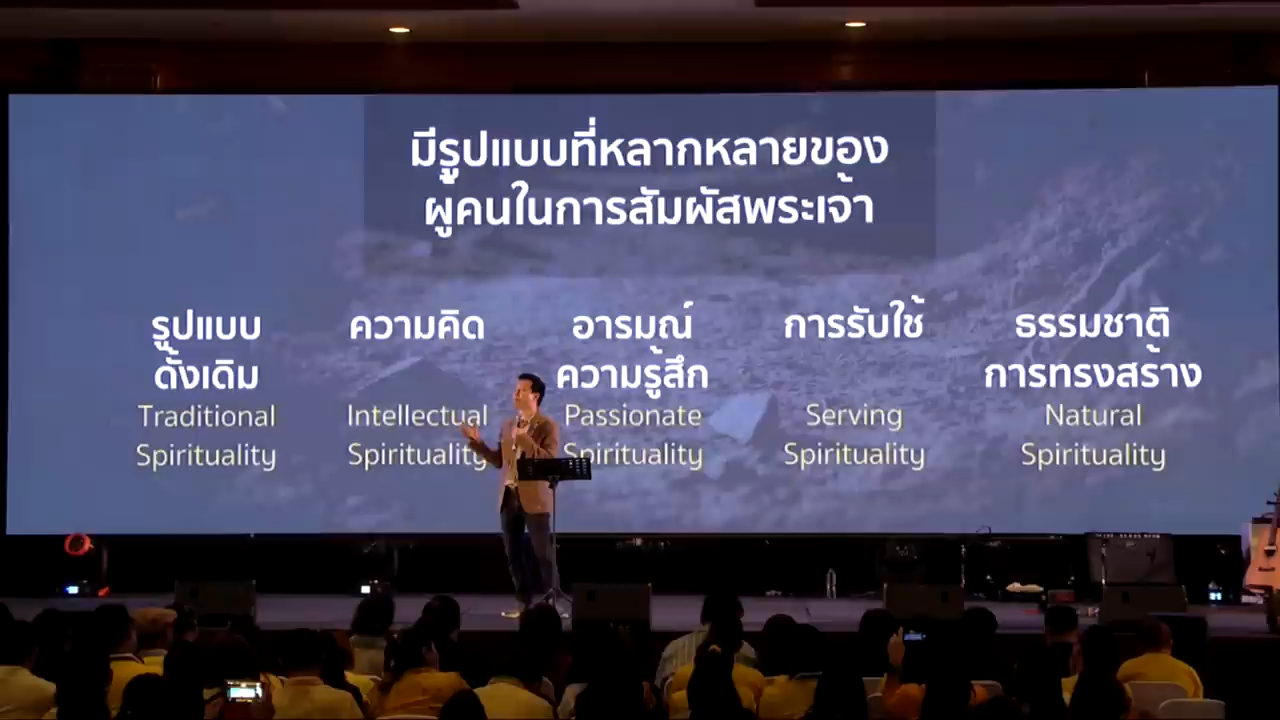 มีรูปแบบที่หลากหลายของ
ผู้คนในการสัมผัสพระเจ้า
รูปแบบ
ดั้งเดิม
Traditional
Spirituality
ความคิด
Intellectual
Spirituality
อารมณ์
ความรู้สึก
Passionate
Spirituality
การรับใช้
Serving
Spirituality
ธรรมชาติ
การทรงสร้าง
Natural
Spirituality